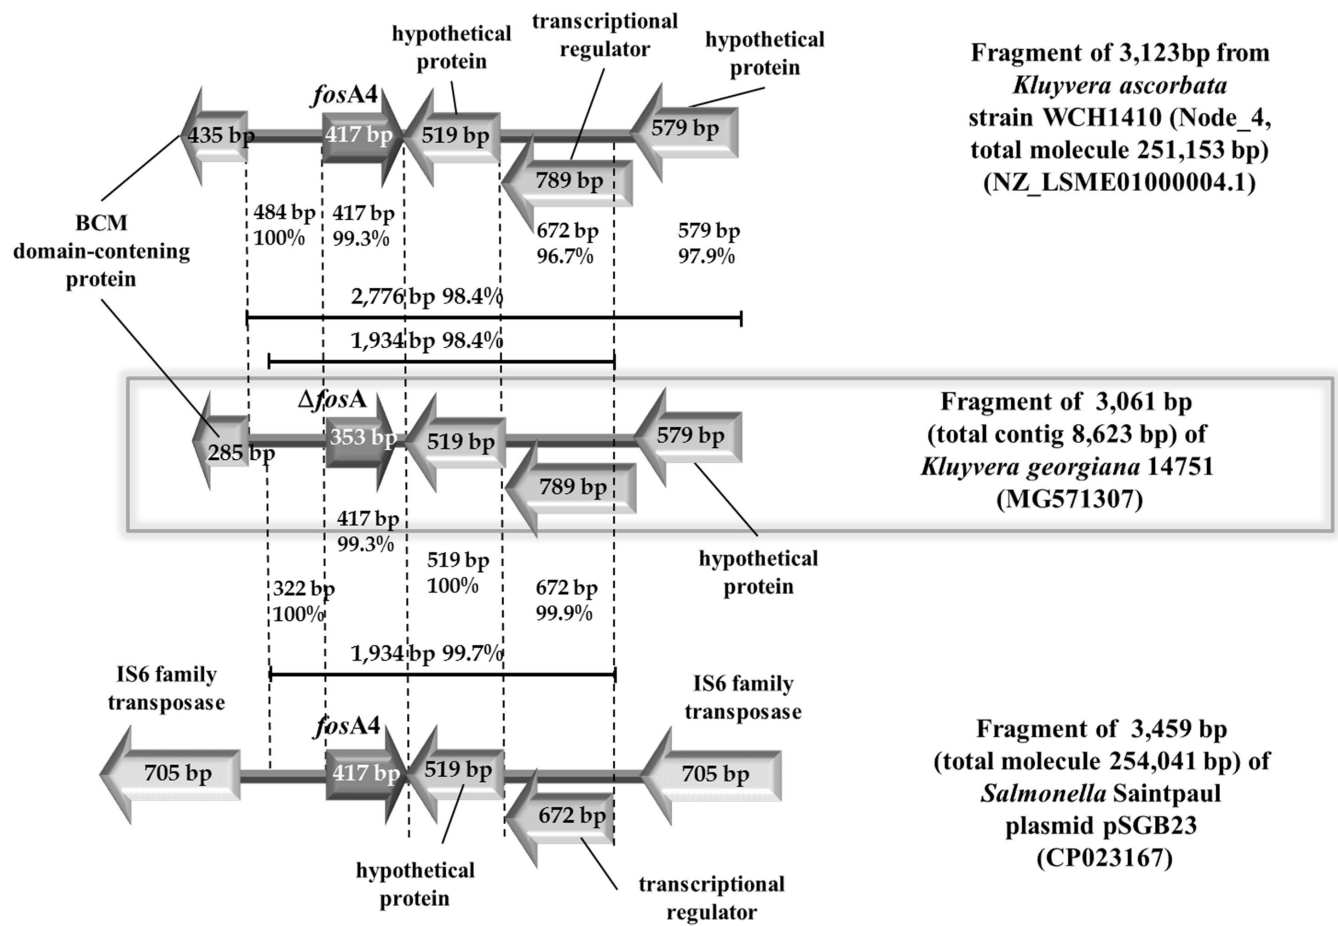 hypothetical
protein
transcriptional
regulator
hypothetical
protein
fosA4
435 bp
417 bp
519 bp
789 bp
579 bp
Fragment of 3,123bp from
Kluyvera ascorbata
strain WCH1410 (Node_4,
total molecule 251,153 bp)
(NZ_LSME01000004.1)
BCM
domain-contening
protein
484 bp
100%
417 bp
99.3%
672 bp
96.7%
579 bp
97.9%
2,776 bp 98.4%
1,934 bp 98.4%
ΔfosA
285 bp
353 bp
519 bp
789 bp
579 bp
Fragment of 3,061 bp
(total contig 8,623 bp) of
Kluyvera georgiana 14751
(MG571307)
hypothetical
protein
417 bp
99.3%
519 bp
100%
322 bp
100%
672 bp
99.9%
1,934 bp 99.7%
IS6 family
transposase
IS6 family
transposase
fosA4
705 bp
417 bp
519 bp
672 bp
705 bp
hypothetical
protein
transcriptional
regulator
Fragment of 3,459 bp
(total molecule 254,041 bp) of
Salmonella Saintpaul
plasmid pSGB23
(CP023167)